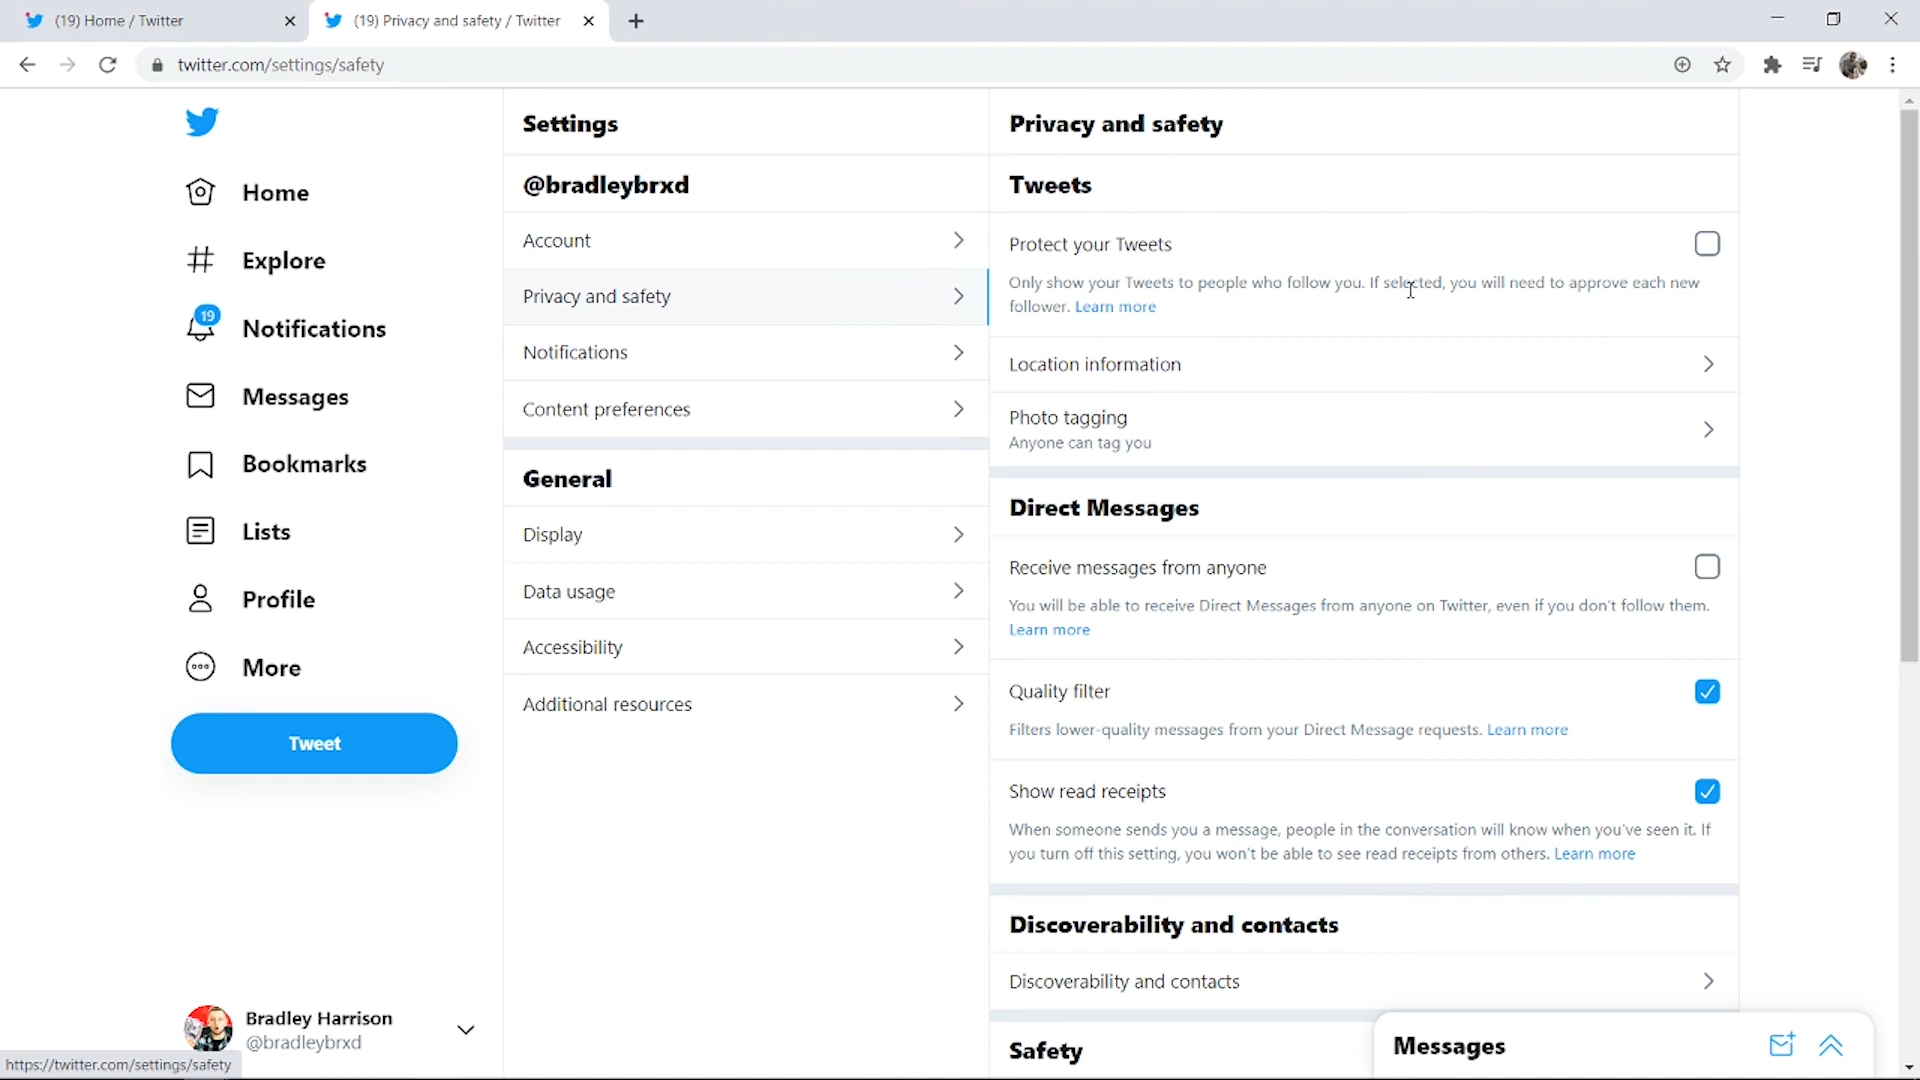 (19) Home / Twitter
(19) Privacy and safety / Twitter
twitter.com/settings/safety
Home
Explore
19
Notifications
Messages
Bookmarks
Lists
Profile
More
Tweet
Bradley Harrison
@bradleybrxd
https://twitter.com/settings/safety
Settings
@bradleybrxd
Account
Privacy and safety
Notifications
Content preferences
General
Display
Data usage
Accessibility
Additional resources
Privacy and safety
Tweets
Protect your Tweets
Only show your Tweets to people who follow you. If selected, you will need to approve each new
follower. Learn more
Location information
Photo tagging
Anyone can tag you
Direct Messages
Receive messages from anyone
You will be able to receive Direct Messages from anyone on Twitter, even if you don't follow them.
Learn more
Quality filter
Filters lower-quality messages from your Direct Message requests. Learn more
Show read receipts
When someone sends you a message, people in the conversation will know when you've seen it. If
you turn off this setting, you won't be able to see read receipts from others. Learn more
Discoverability and contacts
Discoverability and contacts
Safety
Messages